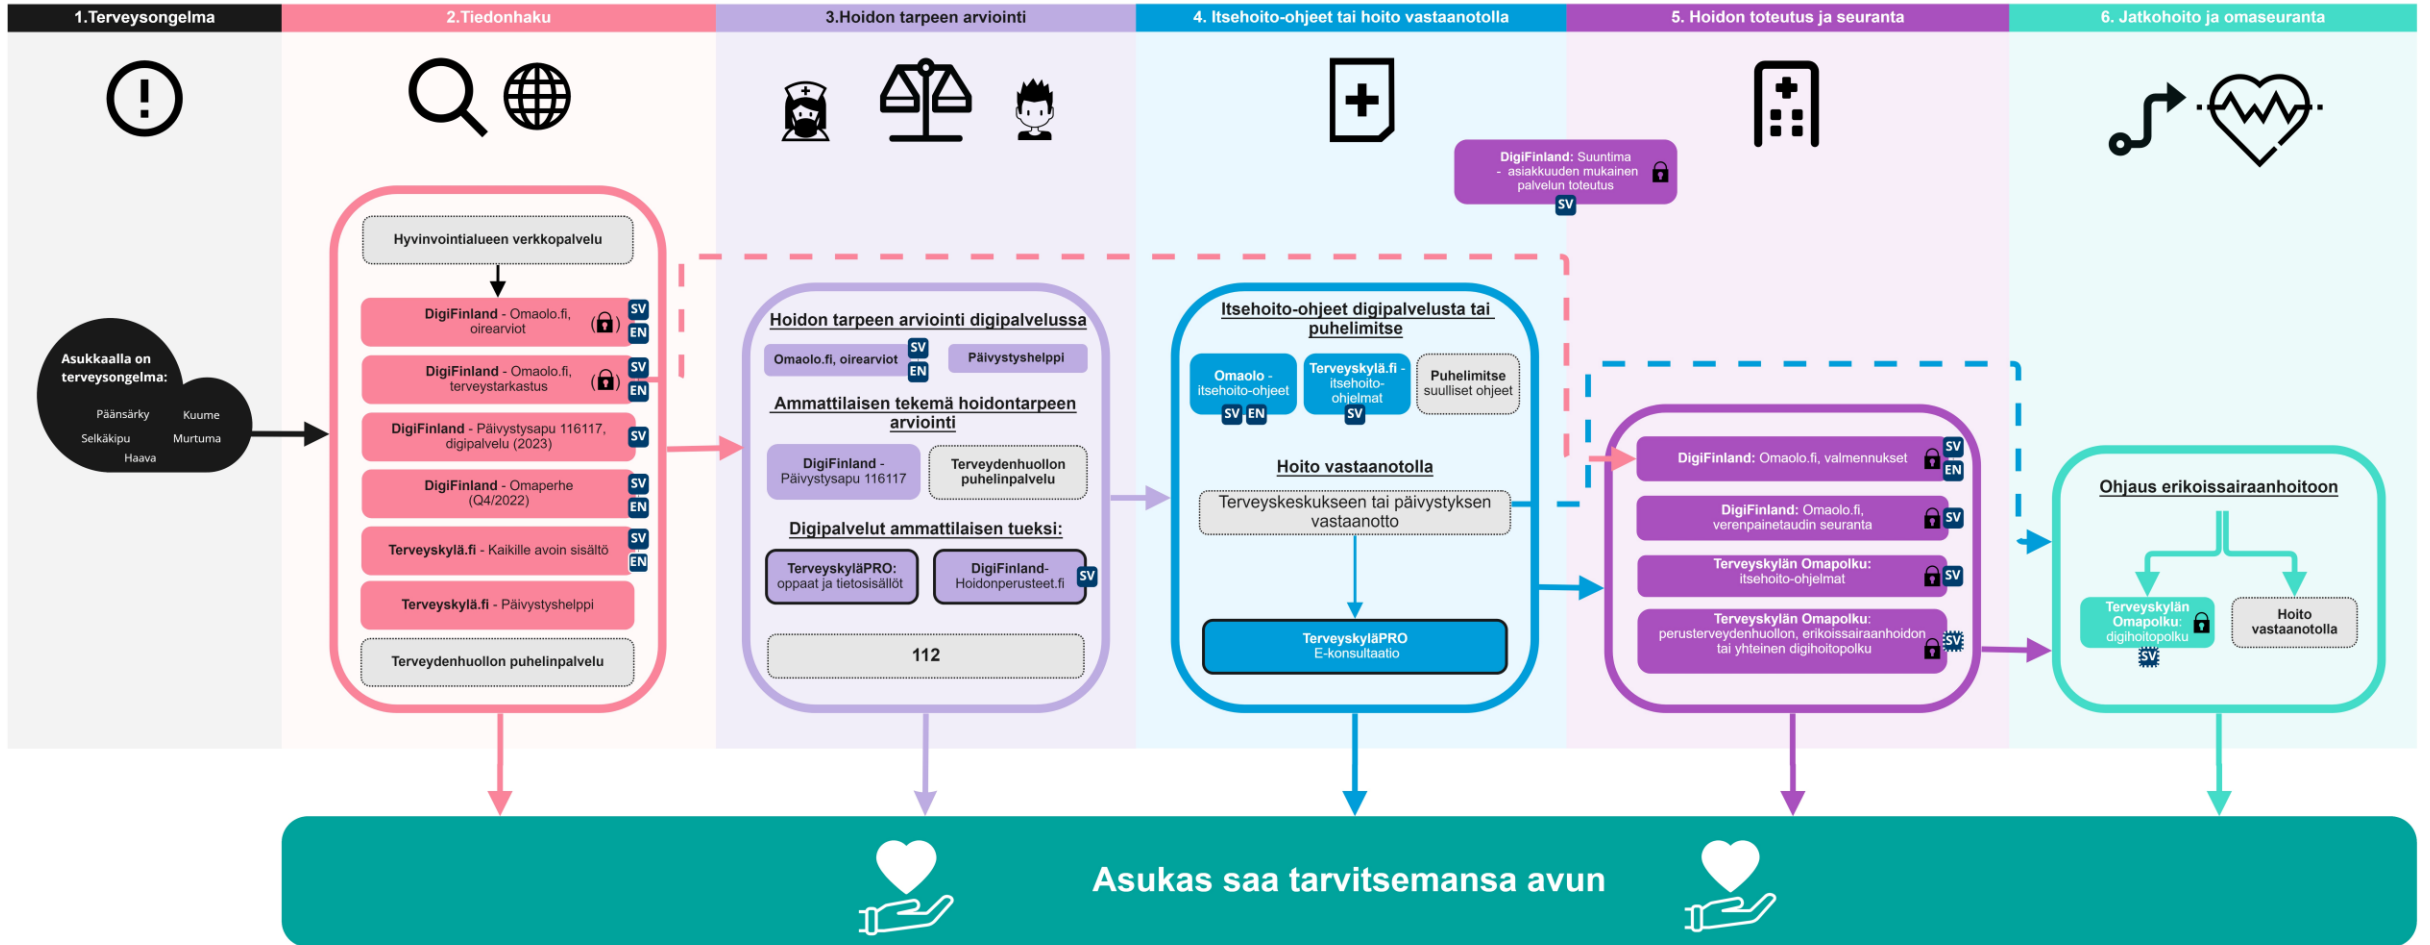 1.Terveysongelma
2.Tiedonhaku
3.Hoidon tarpeen arviointi
4. Itsehoito-ohjeet tai hoito vastaanotolla
5. Hoidon toteutus ja seuranta
6. Jatkohoito ja omaseuranta
Asukkaalla on
terveysongelma:
Päänsärky
Kuume
Selkäkipu
Murtuma
Haava
Hyvinvointialueen verkkopalvelu
DigiFinland - Omaolo.fi,
oirearviot
( )
SV
EN
DigiFinland - Omaolo.fi,
terveystarkastus
( )
SV
EN
DigiFinland - Päivystysapu 116117,
digipalvelu (2023)
SV
DigiFinland - Omaperhe
(Q4/2022)
SV
EN
Terveyskylä.fi - Kaikille avoin sisältö
SV
EN
Terveyskylä.fi - Päivystyshelppi
Terveydenhuollon puhelinpalvelu
Hoidon tarpeen arviointi digipalvelussa
Omaolo.fi, oirearviot
SV
EN
Päivystyshelppi
Ammattilaisen tekemä hoidontarpeen
arviointi
DigiFinland -
Päivystysapu 116117
Terveydenhuollon
puhelinpalvelu
Digipalvelut ammattilaisen tueksi:
TerveyskyläPRO:
oppaat ja tietosisällöt
DigiFinland-
Hoidonperusteet.fi
SV
112
Itsehoito-ohjeet digipalvelusta tai
puhelimitse
Omaolo -
itsehoito-ohjeet
SV EN
Terveyskylä.fi -
itsehoito-
ohjelmat
SV
Puhelimitse
suulliset ohjeet
Hoito vastaanotolla
Terveyskeskukseen tai päivystyksen
vastaanotto
TerveyskyläPRO
E-konsultaatio
DigiFinland: Suuntima
- asiakkuuden mukainen
palvelun toteutus
SV
DigiFinland: Omaolo.fi, valmennukset
SV
EN
DigiFinland: Omaolo.fi,
verenpainetaudin seuranta
SV
Terveyskylän Omapolku:
itsehoito-ohjelmat
SV
Terveyskylän Omapolku:
perusterveydenhuollon, erikoissairaanhoidon
tai yhteinen digihoitopolku
SV
Ohjaus erikoissairaanhoitoon
Terveyskylän
Omapolku:
digihoitopolku
SV
Hoito
vastaanotolla
Asukas saa tarvitsemansa avun